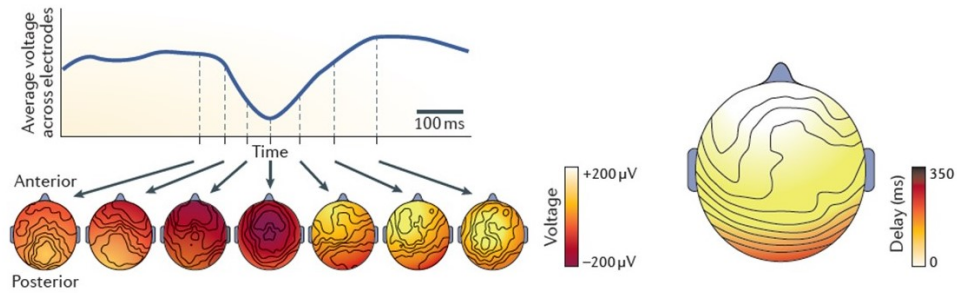 Average voltage
across electrodes
100 ms
Time
Anterior
Posterior
Voltage
+200 µV
–200 µV
Delay (ms)
350
0